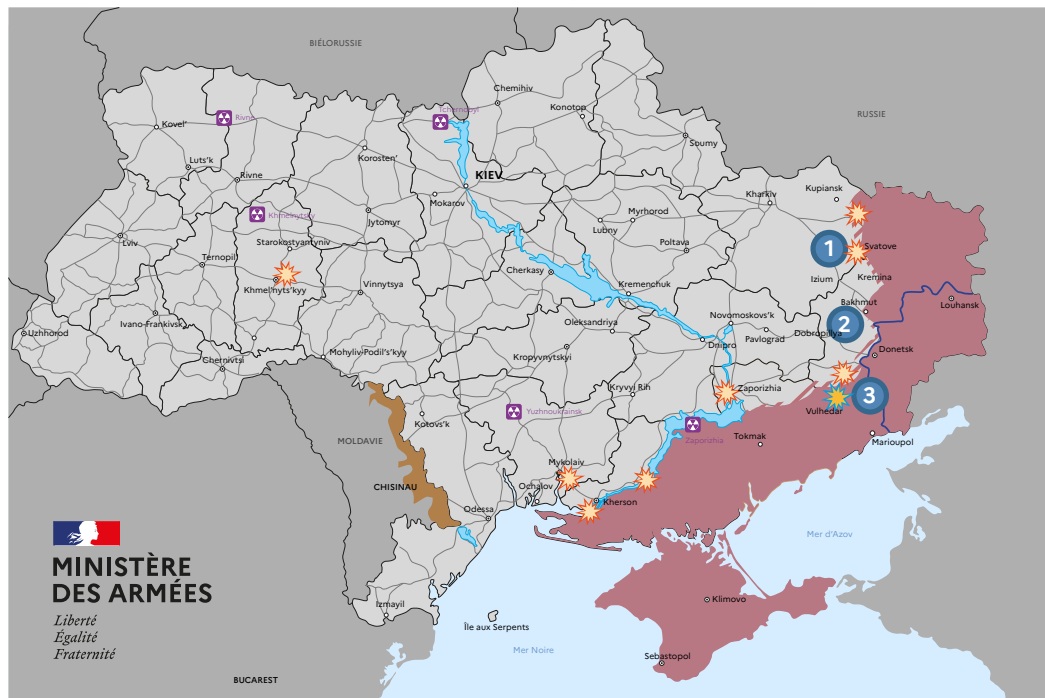 BIÉLORUSSIE
Chernihiv
Konotop
Tchernobyl
RUSSIE
Rivne
Kovel'
Soumy
Korosten'
Luts'k
Rivne
KIEV
Kharkiv
Kupiansk
Mokarov
Khmelnytsky
Jytomyr
Myrhorod
Lubny
Starokostyantyniv
Lviv
Poltava
1
Svatove
Ternopil
Cherkasy
Izium
Kremina
Khmel'nyts'kyy
Vinnytsya
Kremenchuk
Bakhmut
Louhansk
Ivano-Frankivsk
Oleksandriya
Novomoskovs'k
2
Uzhhorod
Pavlograd
Dobropillya
Dnipro
Chernivtsi
Mohyliv-Podil's'kyy
Kropyvnytskyi
Donetsk
Kryvyi Rih
Zaporizhia
3
Vulhedar
Yuzhnoukrainsk
Kotovs'k
MOLDAVIE
Zaporizhia
Tokmak
Marioupol
Mykolaiv
CHISINAU
Ochalov
Kherson
Odessa
Mer d'Azov
MINISTÈRE
DES ARMÉES
Liberté
Égalité
Fraternité
Izmayil
Klimovo
Île aux Serpents
Mer Noire
Sebastopol
BUCAREST